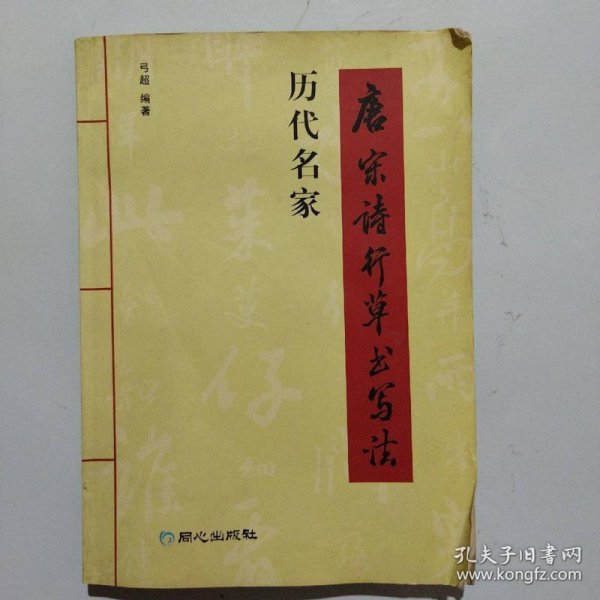 唐宋诗行草书写法
历代名家
弓超 编著
同心出版社
孔夫子旧书网
www.kongfz.com